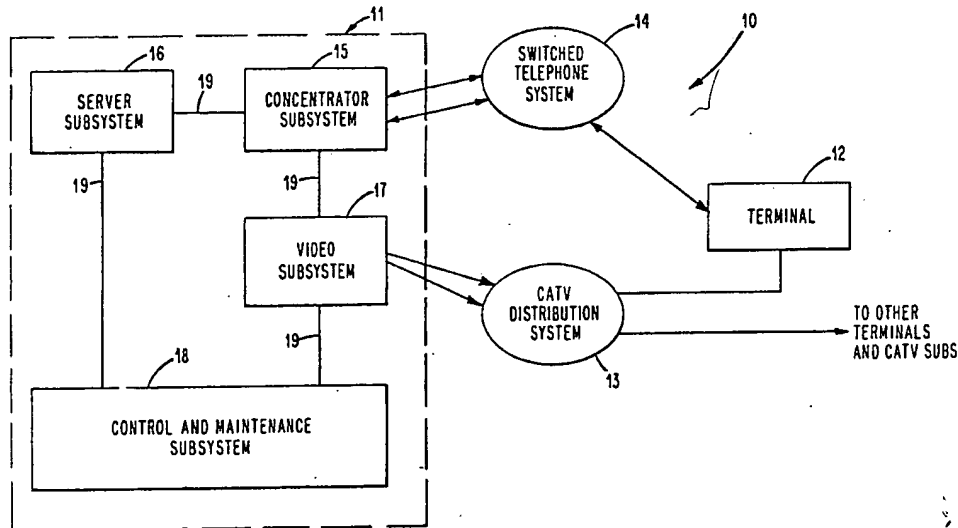 11
16
SERVER
SUBSYSTEM
19
15
CONCENTRATOR
SUBSYSTEM
14
SWITCHED
TELEPHONE
SYSTEM
10
19
19
17
VIDEO
SUBSYSTEM
12
TERMINAL
CATV
DISTRIBUTION
SYSTEM
13
TO OTHER
TERMINALS
AND CATV SUBS
19
18
CONTROL AND MAINTENANCE
SUBSYSTEM